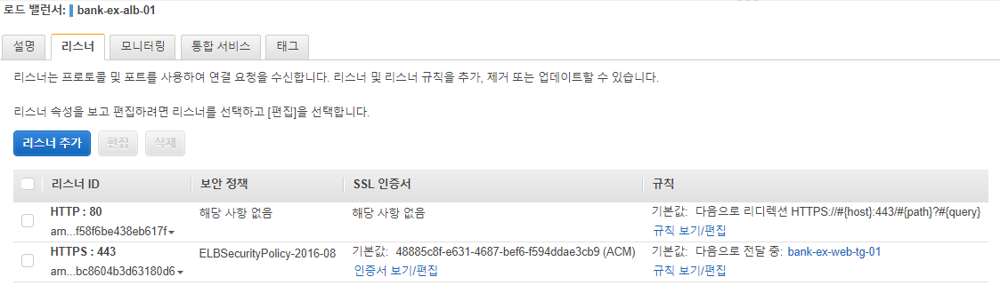 로드 밸런서: bank-ex-alb-01
설명 리스너 모니터링 통합 서비스 태그
리스너는 프로토콜 및 포트를 사용하여 연결 요청을 수신합니다. 리스너 및 리스너 규칙을 추가, 제거 또는 업데이트할 수 있습니다.
리스너 속성을 보고 편집하려면 리스너를 선택하고 [편집]을 선택합니다.
리스너 추가 편집 삭제
리스너 ID 보안 정책 SSL 인증서 규칙
HTTP : 80 해당 사항 없음 해당 사항 없음 기본값: 다음으로 리디렉션 HTTPS://#{host}:443/#{path}?#{query}
arn...f58f6be438eb617f 규칙 보기/편집
HTTPS : 443 ELBSecurityPolicy-2016-08 기본값: 48885c8f-e631-4687-bef6-f594ddae3cb9 (ACM) 기본값: 다음으로 전달 중: bank-ex-web-tg-01
arn...bc8604b3d63180d6 인증서 보기/편집 규칙 보기/편집